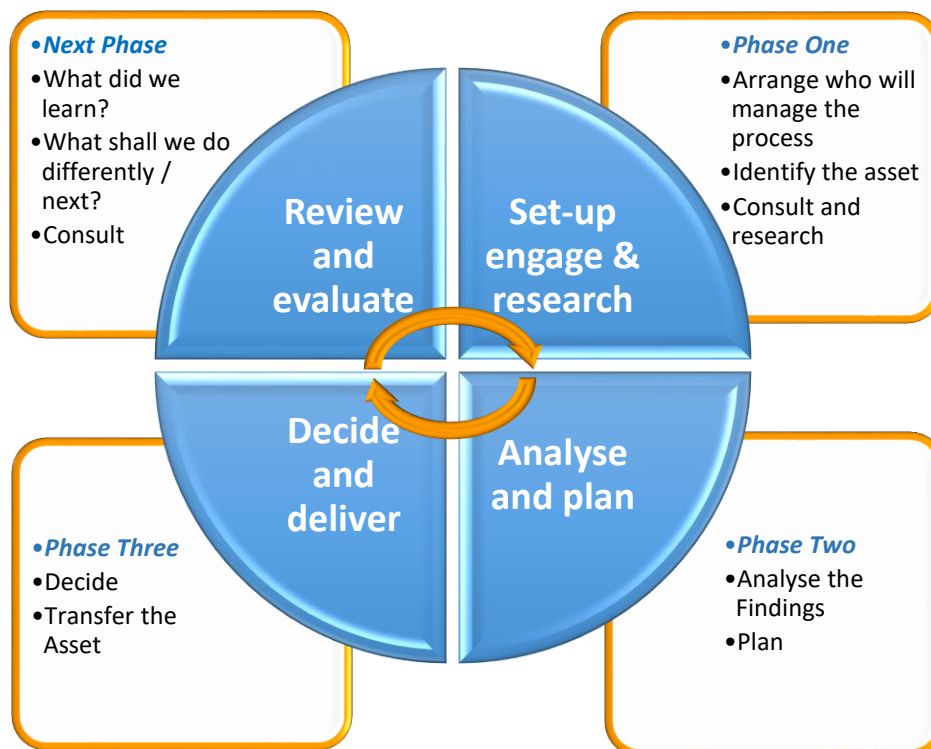 •Next Phase
•What did we
learn?
•What shall we do
differently /
next?
•Consult
•Phase One
•Arrange who will
manage the
process
•Identify the asset
•Consult and
research
Review
and
evaluate
Set-up
engage &
research
Decide
and
deliver
Analyse
and plan
•Phase Three
•Decide
•Transfer the
Asset
•Phase Two
•Analyse the
Findings
•Plan